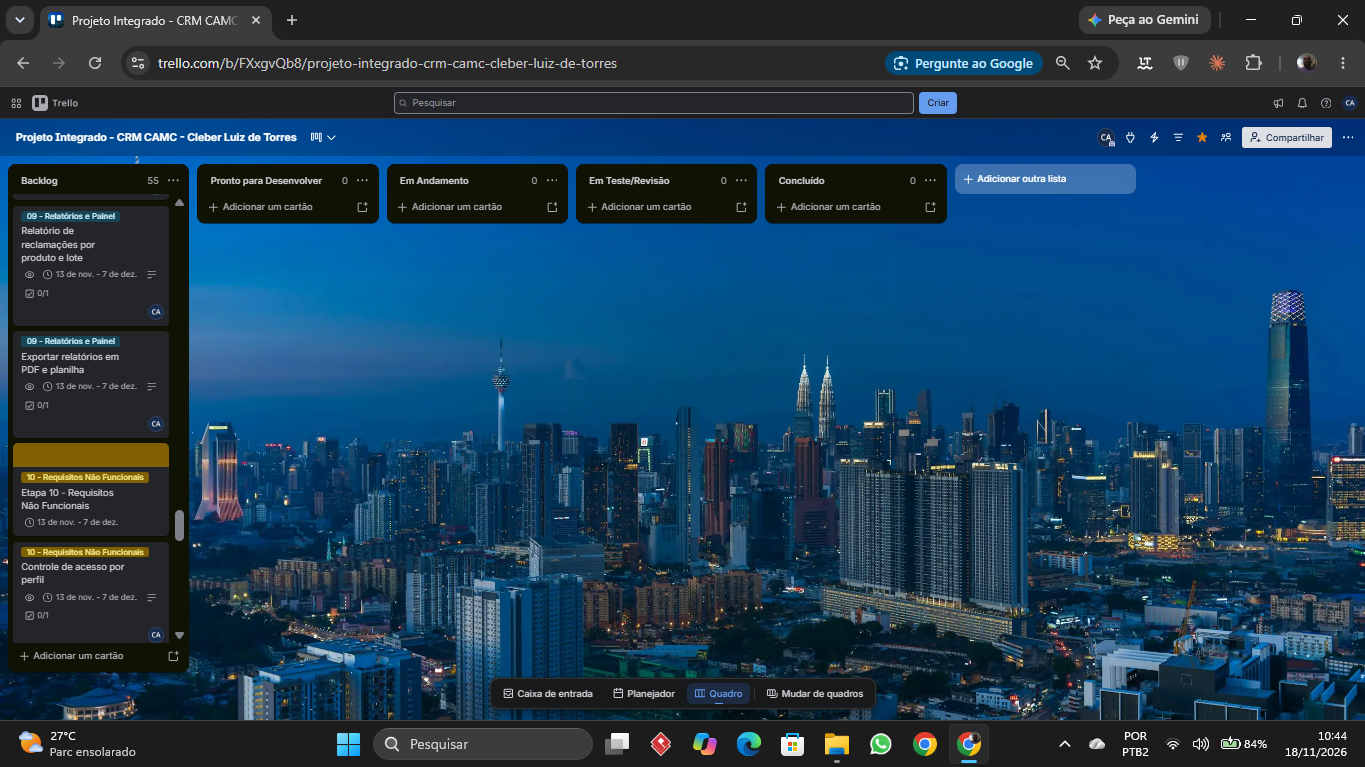 Projeto Integrado - CRM CAMC
Peça ao Gemini
trello.com/b/FXxgvQb8/projeto-integrado-crm-camc-cleber-luiz-de-torres
Pergunte ao Google
Trello
Pesquisar
Criar
CA
Projeto Integrado - CRM CAMC - Cleber Luiz de Torres
CA
Compartilhar
Backlog 55
09 - Relatórios e Painel
Relatório de
reclamações por
produto e lote
13 de nov. - 7 de dez.
0/1
CA
09 - Relatórios e Painel
Exportar relatórios em
PDF e planilha
13 de nov. - 7 de dez.
0/1
CA
10 - Requisitos Não Funcionais
Etapa 10 - Requisitos
Não Funcionais
13 de nov. - 7 de dez.
10 - Requisitos Não Funcionais
Controle de acesso por
perfil
13 de nov. - 7 de dez.
0/1
CA
+ Adicionar um cartão
Pronto para Desenvolver 0
+ Adicionar um cartão
Em Andamento 0
+ Adicionar um cartão
Em Teste/Revisão 0
+ Adicionar um cartão
Concluído 0
+ Adicionar um cartão
+ Adicionar outra lista
Caixa de entrada
Planejador
Quadro
Mudar de quadros
27°C
Parc ensolarado
Pesquisar
POR
PTB2
84%
10:44
18/11/2026